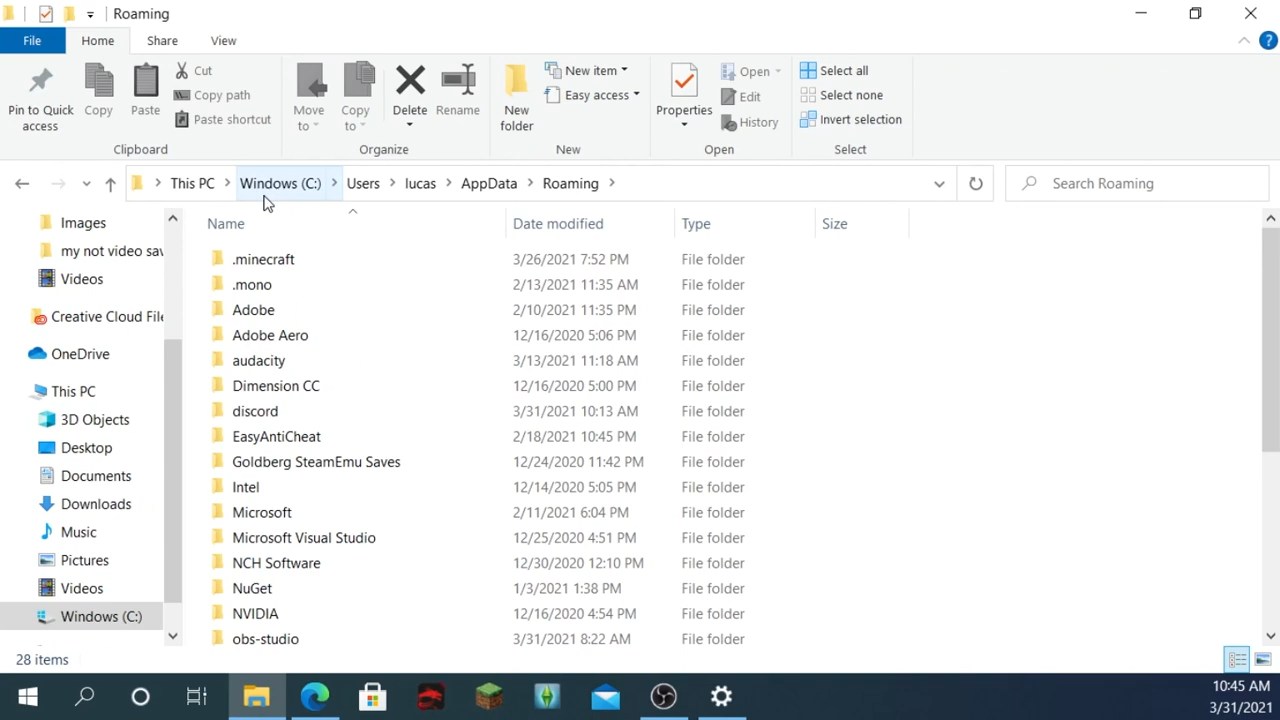 Roaming
File Home Share View
Pin to Quick access
Copy
Paste
Cut
Copy path
Paste shortcut
Clipboard
Move to
Copy to
Delete
Rename
Organize
New folder
New item
Easy access
New
Properties
Open
Edit
History
Open
Select all
Select none
Invert selection
Select
This PC > Windows (C:) > Users > lucas > AppData > Roaming >
Search Roaming
Images
my not video sav
Videos
Creative Cloud File
OneDrive
This PC
3D Objects
Desktop
Documents
Downloads
Music
Pictures
Videos
Windows (C:)
Name Date modified Type Size
.minecraft 3/26/2021 7:52 PM File folder
.mono 2/13/2021 11:35 AM File folder
Adobe 2/10/2021 11:35 PM File folder
Adobe Aero 12/16/2020 5:06 PM File folder
audacity 3/13/2021 11:18 AM File folder
Dimension CC 12/16/2020 5:00 PM File folder
discord 3/31/2021 10:13 AM File folder
EasyAntiCheat 2/18/2021 10:45 PM File folder
Goldberg SteamEmu Saves 12/24/2020 11:42 PM File folder
Intel 12/14/2020 5:05 PM File folder
Microsoft 2/11/2021 6:04 PM File folder
Microsoft Visual Studio 12/25/2020 4:51 PM File folder
NCH Software 12/30/2020 12:10 PM File folder
NuGet 1/3/2021 1:38 PM File folder
NVIDIA 12/16/2020 4:54 PM File folder
obs-studio 3/31/2021 8:22 AM File folder
28 items
10:45 AM
3/31/2021